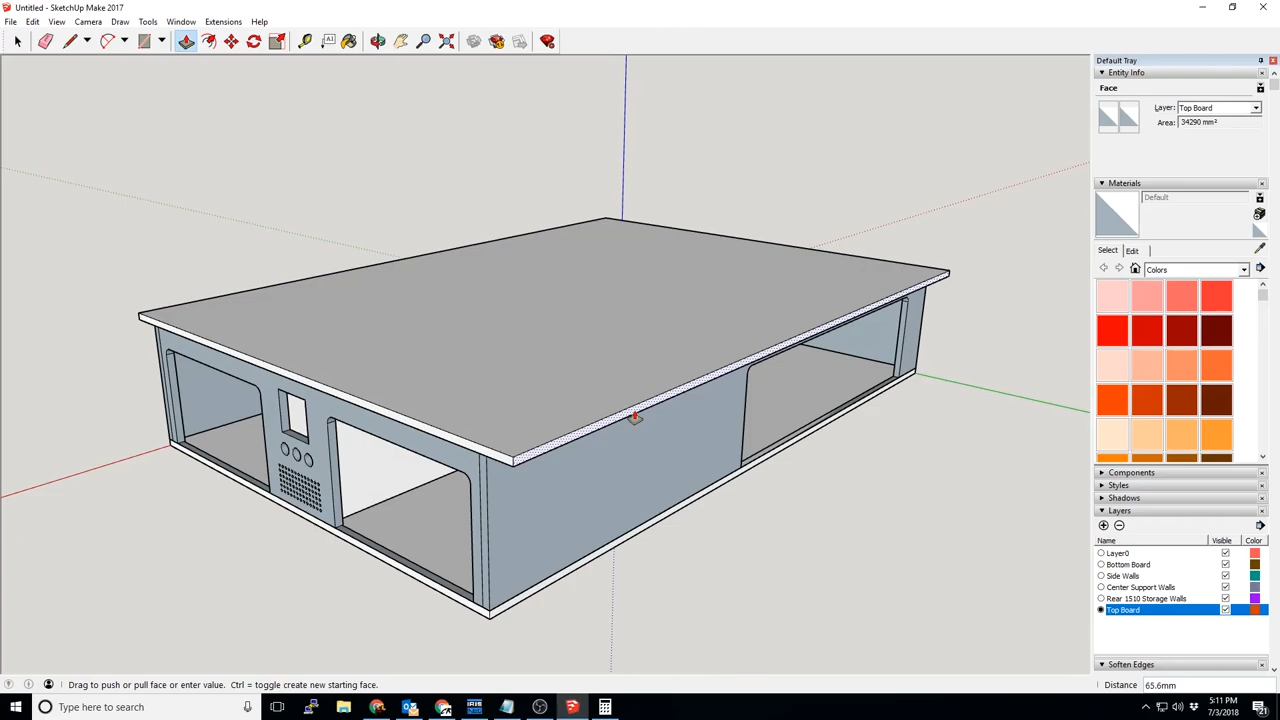 Untitled - SketchUp Make 2017
File Edit View Camera Draw Tools Window Extensions Help
A1
Default Tray
Entity Info
Face
Layer: Top Board
Area: 34290 mm²
Materials
Default
Select Edit
Colors
Components
Styles
Shadows
Layers
Name Visible Color
Layer0
Bottom Board
Side Walls
Center Support Walls
Rear 1510 Storage Walls
Top Board
Soften Edges
Drag to push or pull face or enter value. Ctrl = toggle create new starting face.
Distance 65.6mm
Type here to search
5:11 PM
7/3/2018
21